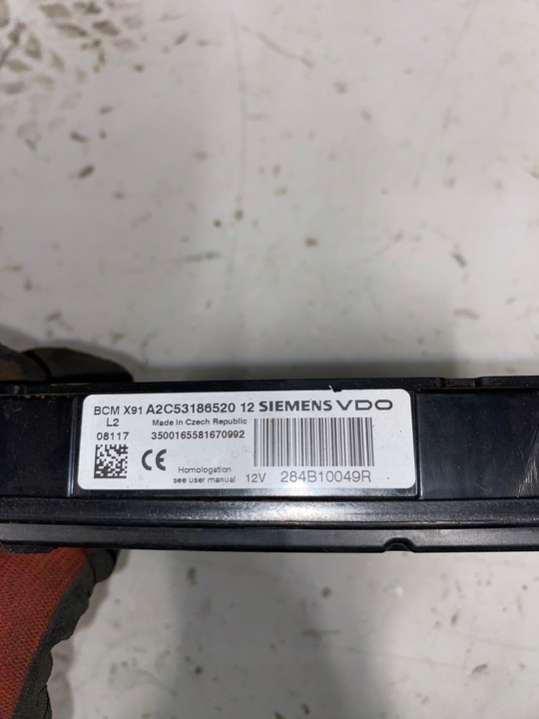 BCM X91 A2C53186520 12 SIEMENS VDO
L2 Made in Czech Republic
08117 3500165581670992
CE Homologation
see user manual 12V 284B10049R